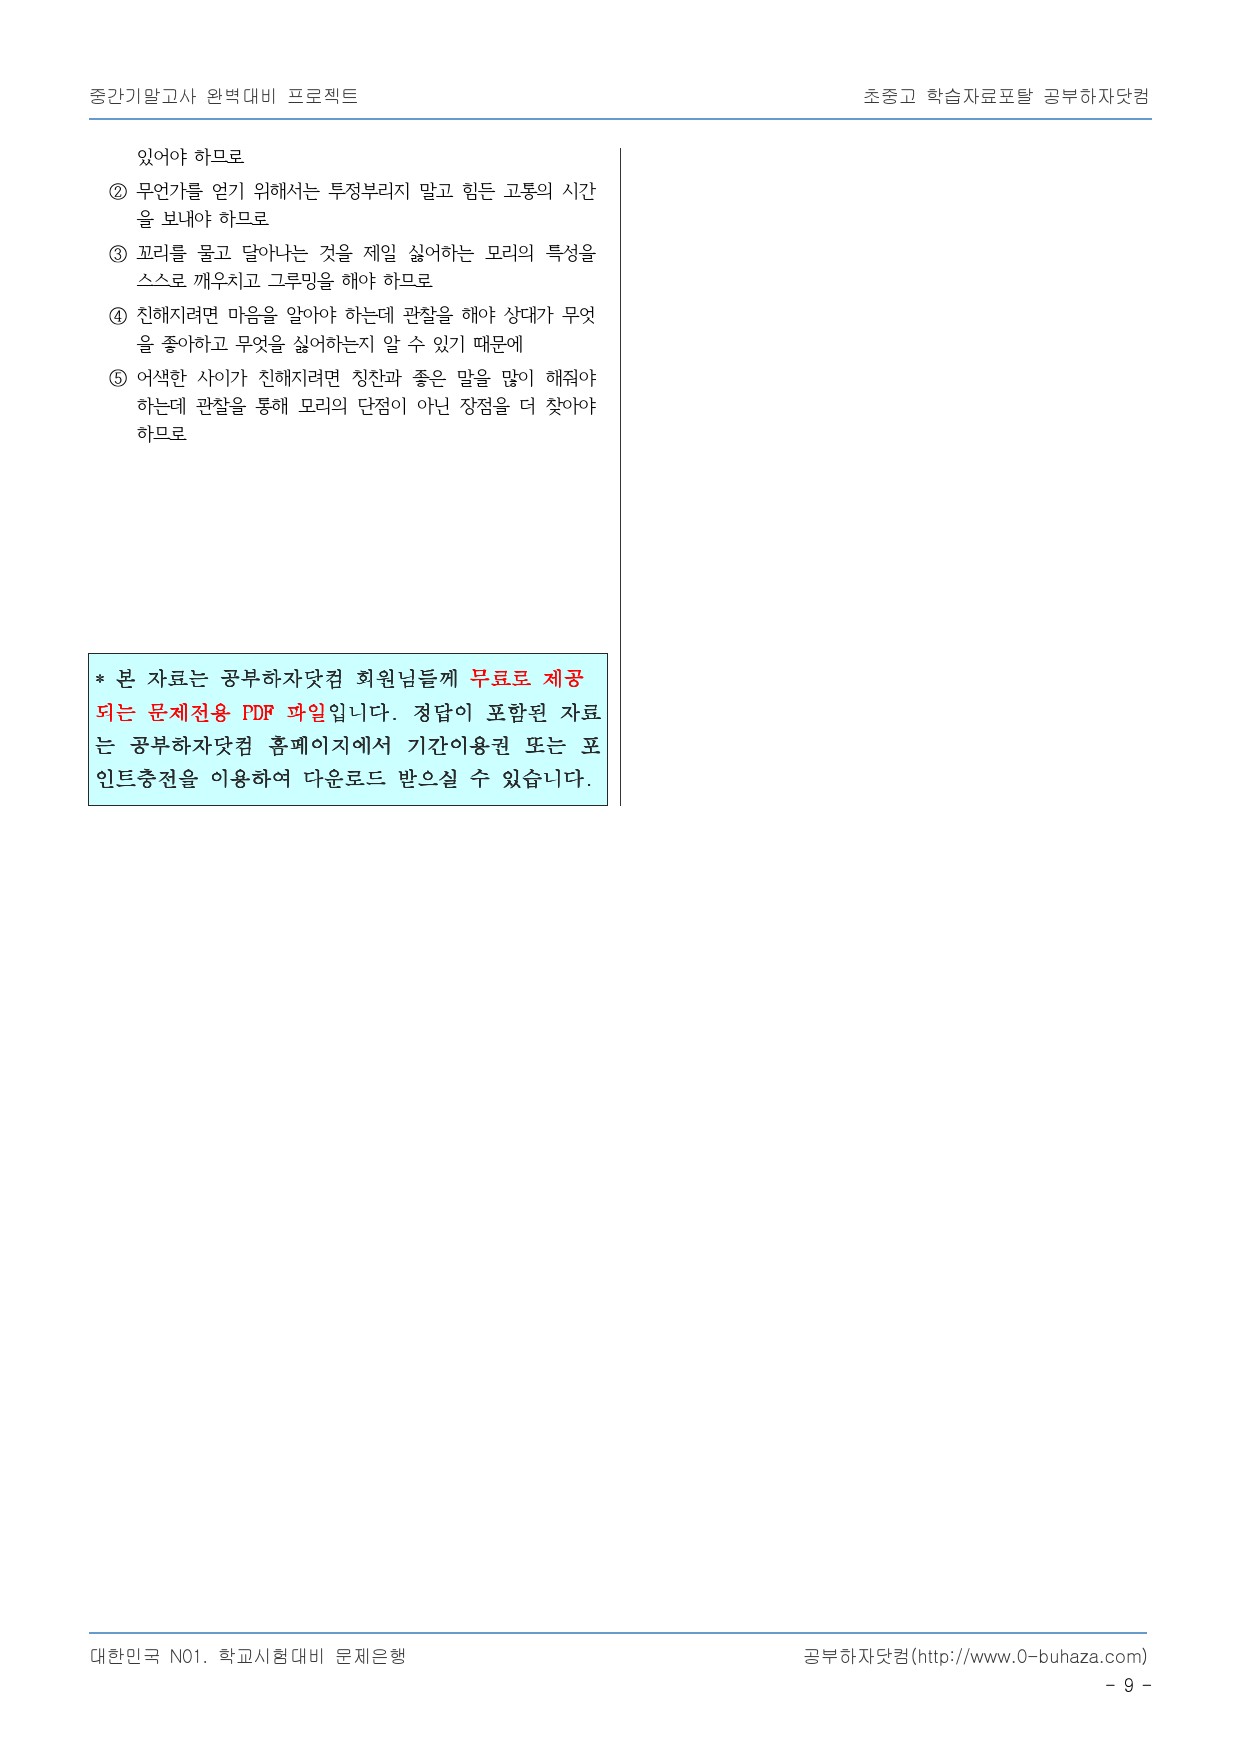 중간기말고사 완벽대비 프로젝트
초중고 학습자료포탈 공부하자닷컴
있어야 하므로
② 무언가를 얻기 위해서는 투정부리지 말고 힘든 고통의 시간
을 보내야 하므로
③ 꼬리를 물고 달아나는 것을 제일 싫어하는 모리의 특성을
스스로 깨우치고 그루밍을 해야 하므로
④ 친해지려면 마음을 알아야 하는데 관찰을 해야 상대가 무엇
을 좋아하고 무엇을 싫어하는지 알 수 있기 때문에
⑤ 어색한 사이가 친해지려면 칭찬과 좋은 말을 많이 해줘야
하는데 관찰을 통해 모리의 단점이 아닌 장점을 더 찾아야
하므로
* 본 자료는 공부하자닷컴 회원님들께 무료로 제공
되는 문제전용 PDF 파일입니다. 정답이 포함된 자료
는 공부하자닷컴 홈페이지에서 기간이용권 또는 포
인트충전을 이용하여 다운로드 받으실 수 있습니다.
대한민국 N01. 학교시험대비 문제은행
공부하자닷컴(http://www.0-buhaza.com)
- 9 -